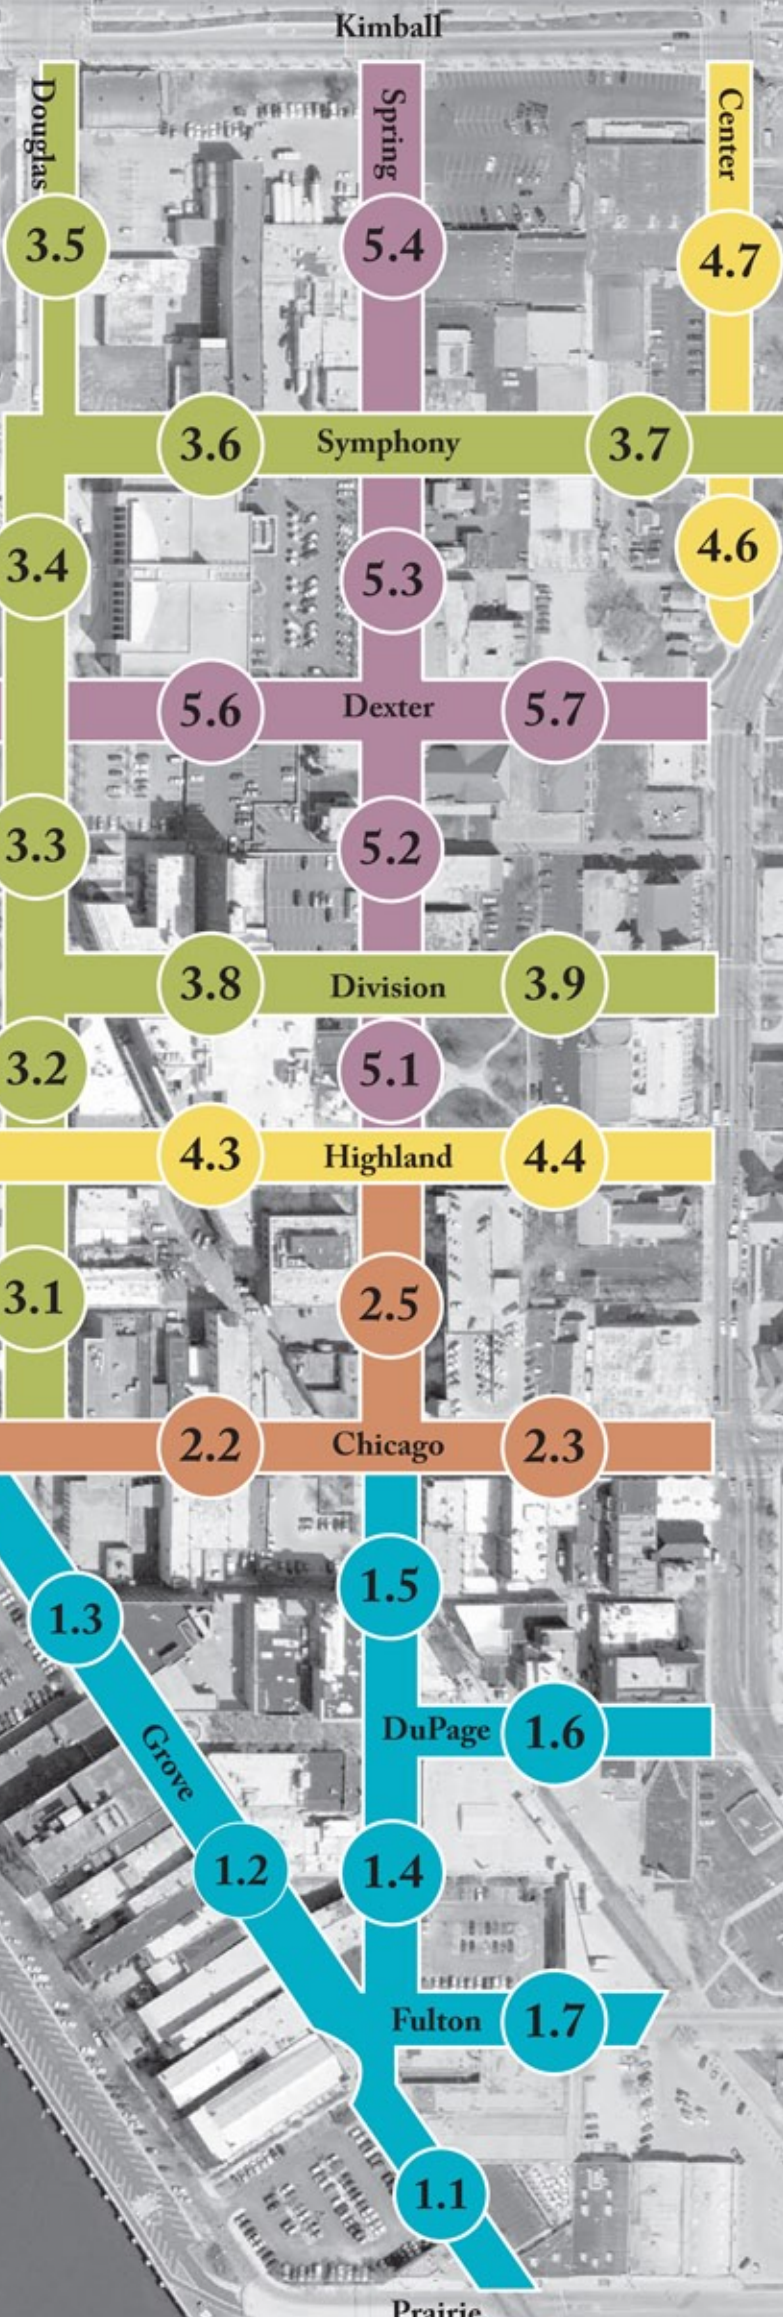 Kimball
Douglas
Spring
Center
3.5
5.4
4.7
3.6
Symphony
3.7
3.4
5.3
4.6
5.6
Dexter
5.7
3.3
5.2
3.8
Division
3.9
3.2
5.1
4.3
Highland
4.4
3.1
2.5
2.2
Chicago
2.3
1.5
1.3
DuPage
1.6
Grove
1.2
1.4
Fulton
1.7
1.1
Prairie